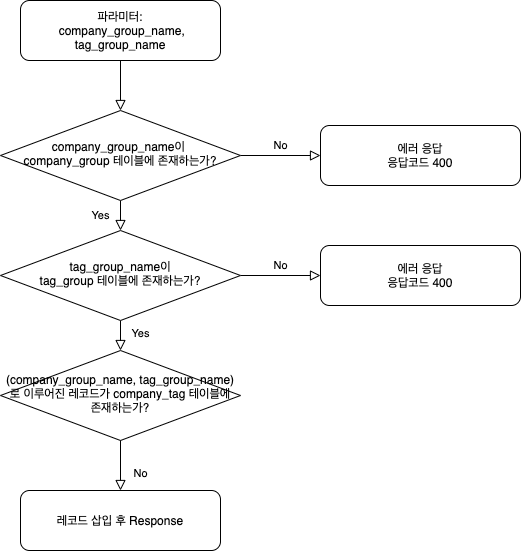 파라미터:
company_group_name,
tag_group_name
company_group_name이
company_group 테이블에 존재하는가?
No
에러 응답
응답코드 400
Yes
tag_group_name이
tag_group 테이블에 존재하는가?
No
에러 응답
응답코드 400
Yes
(company_group_name, tag_group_name)
로 이루어진 레코드가 company_tag 테이블에
존재하는가?
No
레코드 삽입 후 Response